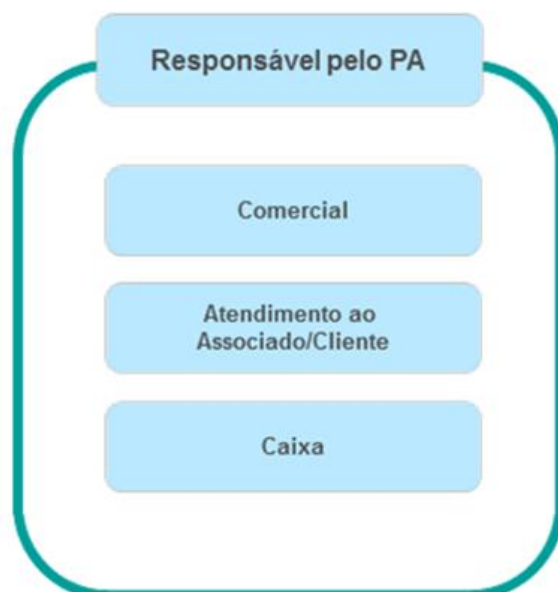 Responsável pelo PA
Comercial
Atendimento ao
Associado/Cliente
Caixa